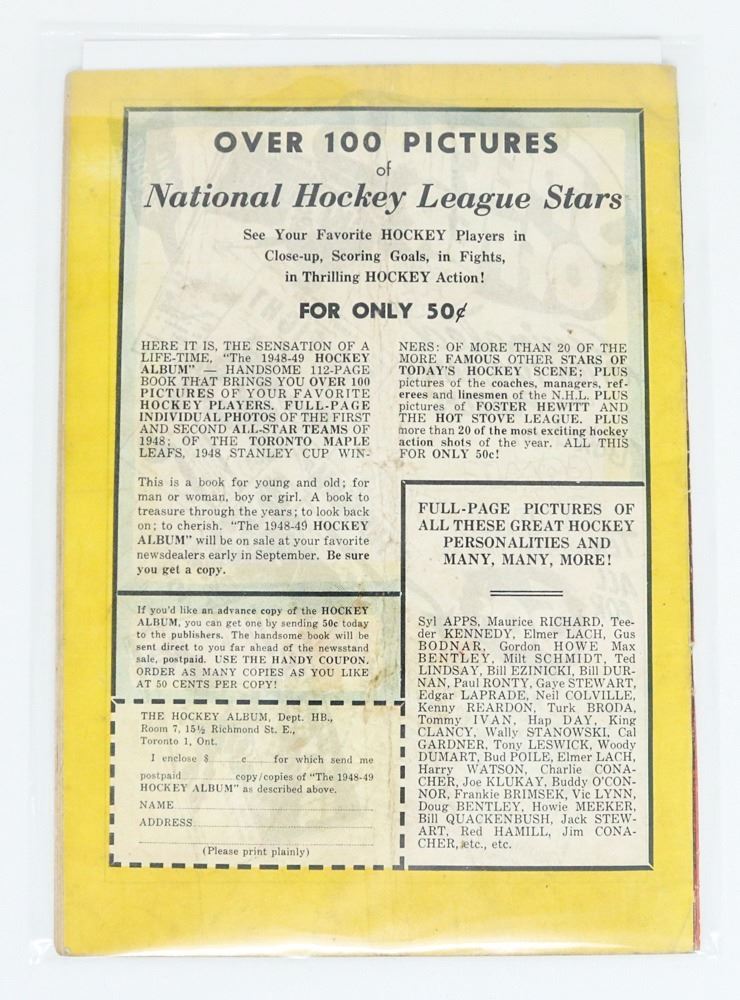 OVER 100 PICTURES
of
National Hockey League Stars
See Your Favorite HOCKEY Players in
Close-up, Scoring Goals, in Fights,
in Thrilling HOCKEY Action!
FOR ONLY 50¢
HERE IT IS, THE SENSATION OF A
LIFE-TIME, "The 1948-49 HOCKEY
ALBUM" — HANDSOME 112-PAGE
BOOK THAT BRINGS YOU OVER 100
PICTURES OF YOUR FAVORITE
HOCKEY PLAYERS. FULL-PAGE
INDIVIDUAL PHOTOS OF THE FIRST
AND SECOND ALL-STAR TEAMS OF
1948; OF THE TORONTO MAPLE
LEAFS, 1948 STANLEY CUP WIN-
NERS: OF MORE THAN 20 OF THE
MORE FAMOUS OTHER STARS OF
TODAY'S HOCKEY SCENE; PLUS
pictures of the coaches, managers, ref-
erees and linesmen of the N.H.L. PLUS
pictures of FOSTER HEWITT AND
THE HOT STOVE LEAGUE. PLUS
more than 20 of the most exciting hockey
action shots of the year. ALL THIS
FOR ONLY 50c!
This is a book for young and old; for
man or woman, boy or girl. A book to
treasure through the years; to look back
on; to cherish. "The 1948-49 HOCKEY
ALBUM" will be on sale at your favorite
newsdealers early in September. Be sure
you get a copy.
If you'd like an advance copy of the HOCKEY
ALBUM, you can get one by sending 50c today
to the publishers. The handsome book will be
sent direct to you far ahead of the newsstand
sale, postpaid. USE THE HANDY COUPON.
ORDER AS MANY COPIES AS YOU LIKE
AT 50 CENTS PER COPY!
THE HOCKEY ALBUM, Dept. HB.,
Room 7, 15½ Richmond St. E.,
Toronto 1, Ont.
I enclose $ c for which send me
postpaid copy/copies of "The 1948-49
HOCKEY ALBUM" as described above.
NAME
ADDRESS
(Please print plainly)
FULL-PAGE PICTURES OF
ALL THESE GREAT HOCKEY
PERSONALITIES AND
MANY, MANY, MORE!
Syl APPS, Maurice RICHARD, Tee-
der KENNEDY, Elmer LACH, Gus
BODNAR, Gordon HOWE Max
BENTLEY, Milt SCHMIDT, Ted
LINDSAY, Bill EZINICKI, Bill DUR-
NAN, Paul RONTY, Gaye STEWART,
Edgar LAPRADE, Neil COLVILLE,
Kenny REARDON, Turk BRODA,
Tommy IVAN, Hap DAY, King
CLANCY, Wally STANOWSKI, Cal
GARDNER, Tony LESWICK, Woody
DUMART, Bud POILE, Elmer LACH,
Harry WATSON, Charlie CONA-
CHER, Joe KLUKAY, Buddy O'CON-
NOR, Frankie BRIMSEK, Vic LYNN,
Doug BENTLEY, Howie MEEKER,
Bill QUACKENBUSH, Jack STEW-
ART, Red HAMILL, Jim CONA-
CHER, etc., etc.